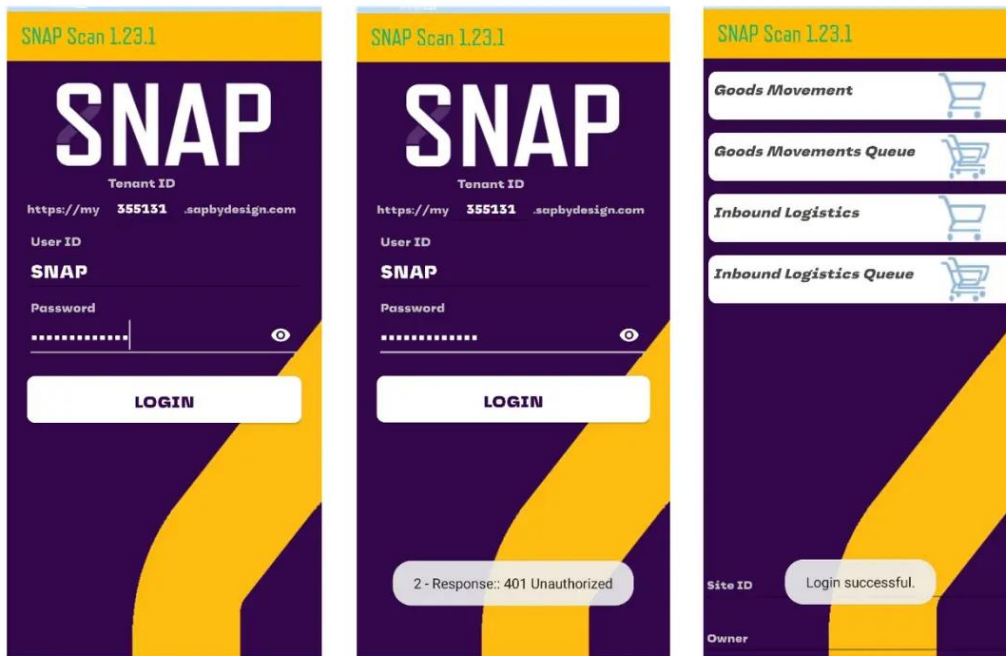 SNAP Scan 1.23.1
SNAP
Tenant ID
https://my 355131 .sapbydesign.com
User ID
SNAP
Password
LOGIN
SNAP Scan 1.23.1
SNAP
Tenant ID
https://my 355131 .sapbydesign.com
User ID
SNAP
Password
LOGIN
2 - Response:: 401 Unauthorized
SNAP Scan 1.23.1
Goods Movement
Goods Movements Queue
Inbound Logistics
Inbound Logistics Queue
Site ID
Login successful.
Owner